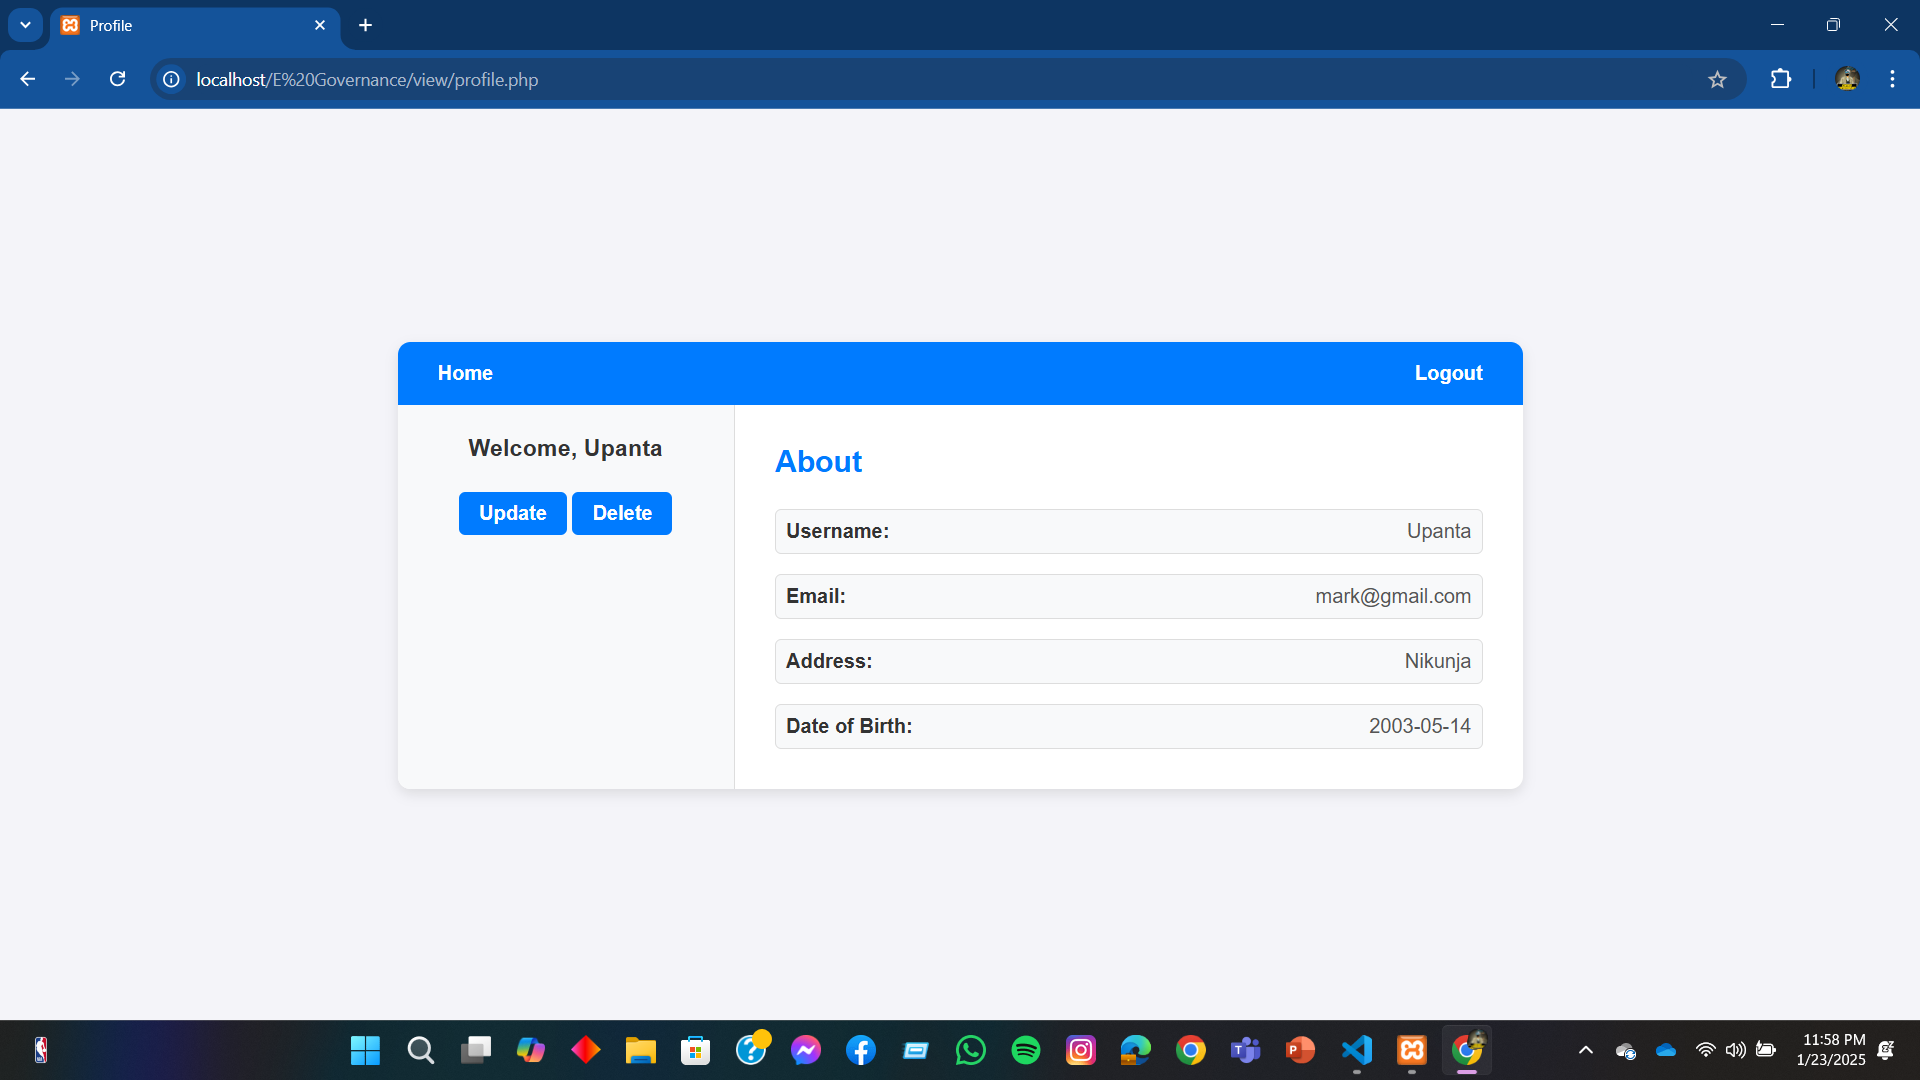 Profile
localhost/E%20Governance/view/profile.php
Home
Logout
Welcome, Upanta
Update
Delete
About
Username:
Upanta
Email:
mark@gmail.com
Address:
Nikunja
Date of Birth:
2003-05-14
11:58 PM
1/23/2025